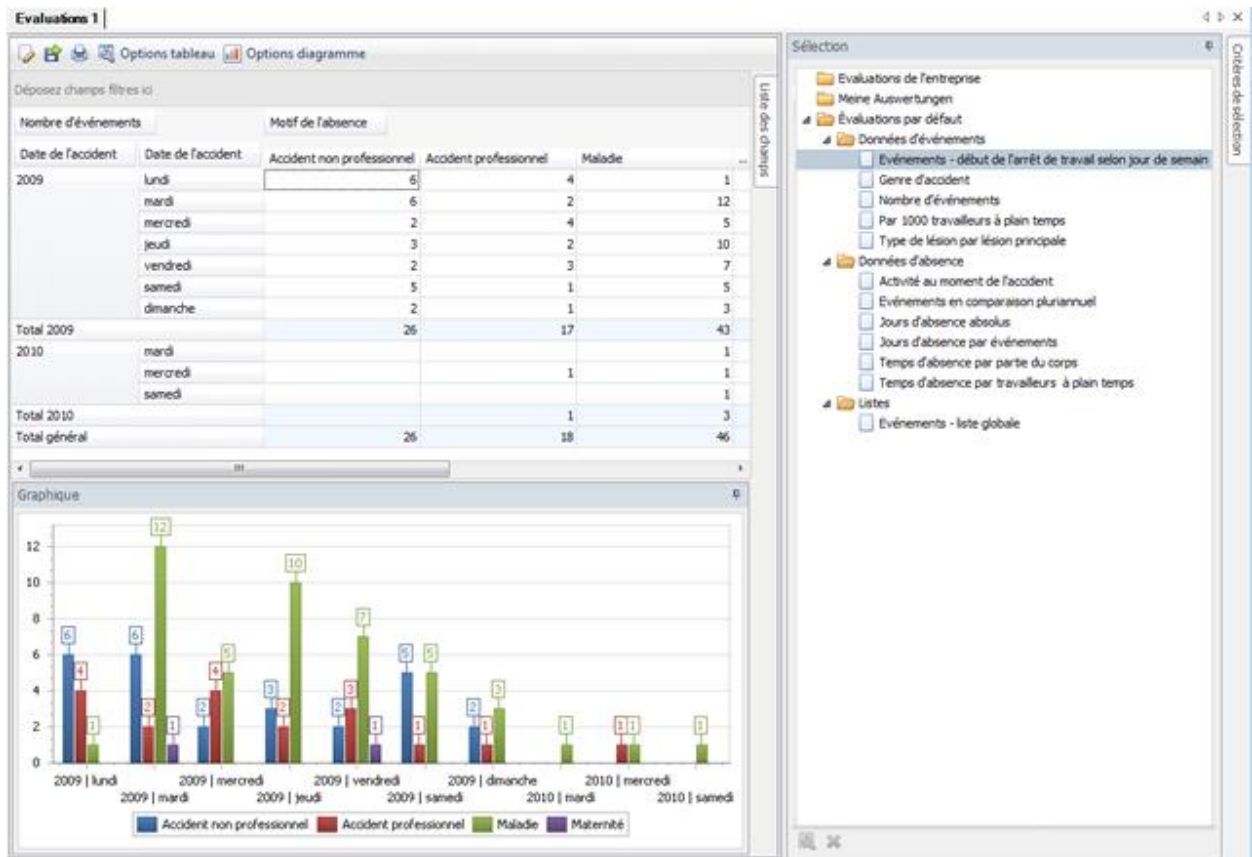 Evaluations 1
Options tableau Options diagramme
Déposez champs filtres ici
Nombre d'événements Motif de l'absence
Date de l'accident Date de l'accident Accident non professionnel Accident professionnel Maladie ...
2009 lundi 6 4 1
mardi 6 2 12
mercredi 2 4 5
jeudi 3 2 10
vendredi 2 3 7
samedi 5 1 5
dimanche 2 1 3
Total 2009 26 17 43
2010 mardi 1
mercredi 1 1
samedi 1
Total 2010 1 3
Total général 26 18 46
Liste des champs
Graphique
12
10
8
6
4
2
0
6 4 1
6 2 12 1
2 4 5
3 2 10
2 3 7 1
5 1 5
2 1 3
1
1 1
1
2009 | lundi 2009 | mercredi 2009 | vendredi 2009 | dimanche 2010 | mercredi
2009 | mardi 2009 | jeudi 2009 | samedi 2010 | mardi 2010 | samedi
Accident non professionnel Accident professionnel Maladie Maternité
Sélection
Evaluations de l'entreprise
Meine Auswertungen
Évaluations par défaut
Données d'événements
Evénements - début de l'arrêt de travail selon jour de semain
Genre d'accident
Nombre d'événements
Par 1000 travailleurs à plain temps
Type de lésion par lésion principale
Données d'absence
Activité au moment de l'accident
Evénements en comparaison pluriannuel
Jours d'absence absolus
Jours d'absence par événements
Temps d'absence par partie du corps
Temps d'absence par travailleurs à plain temps
Listes
Evénements - liste globale
Critères de sélection